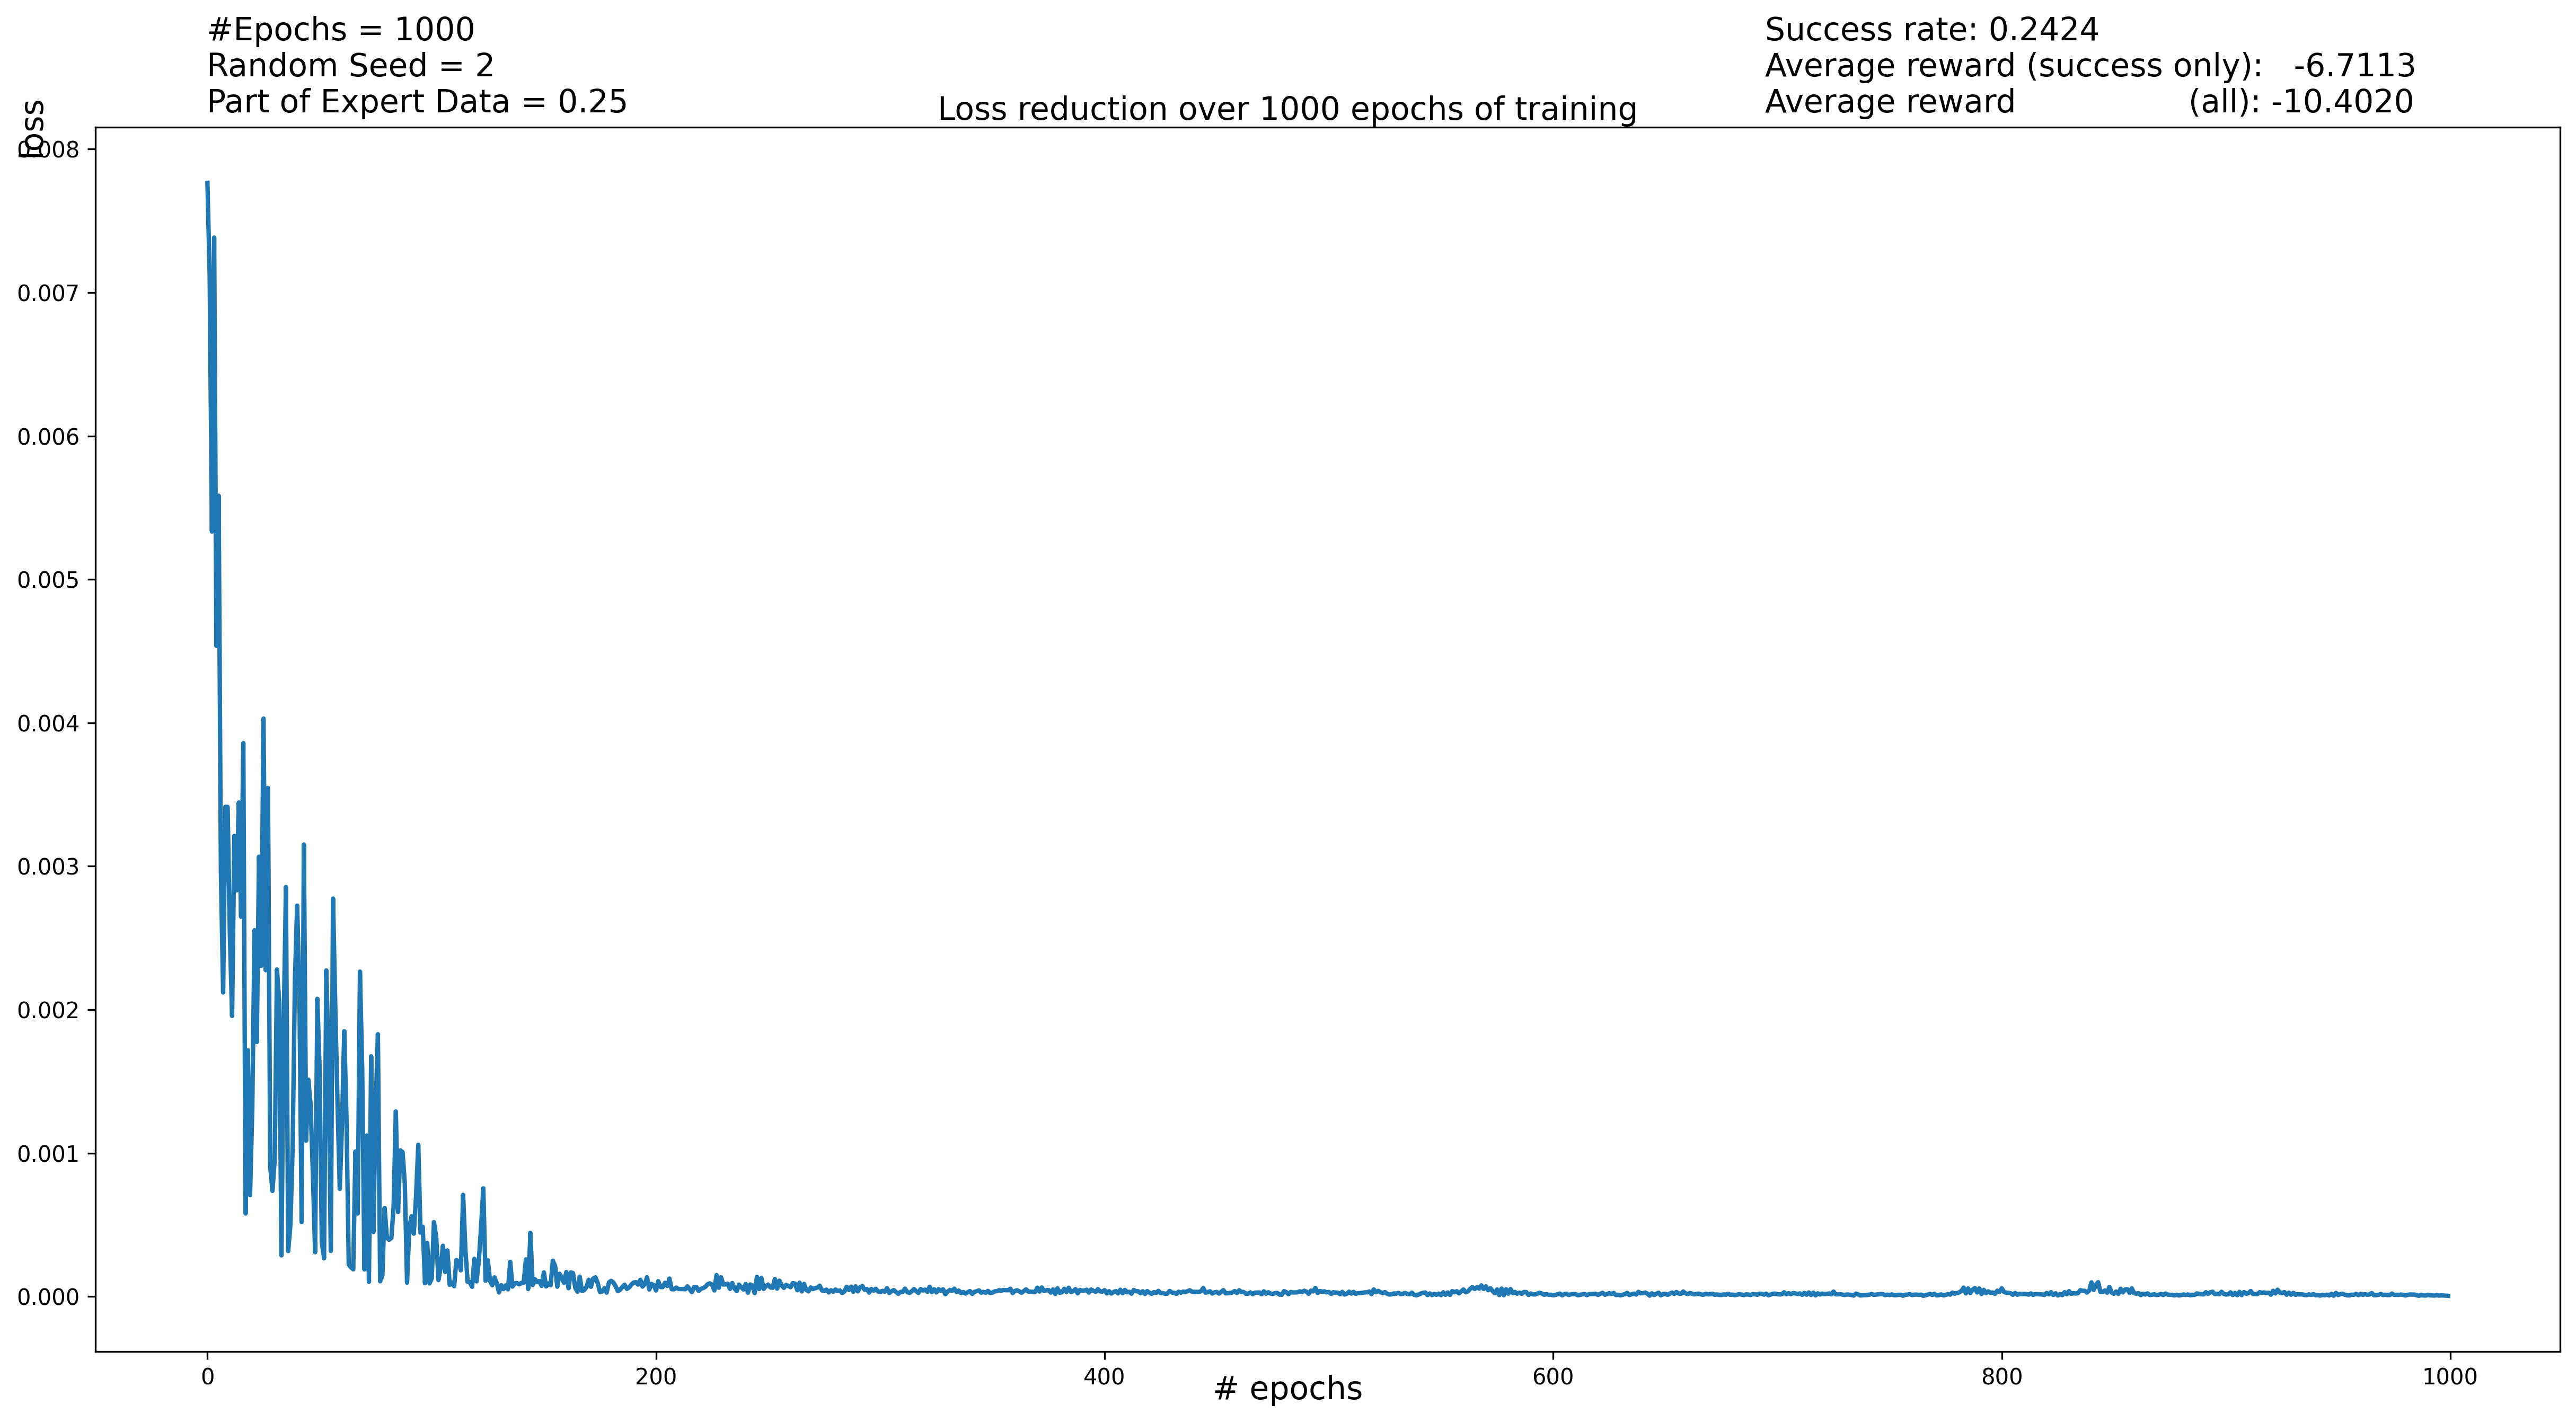 #Epochs = 1000
Random Seed = 2
Part of Expert Data = 0.25
Success rate: 0.2424
Average reward (success only): -6.7113
Average reward (all): -10.4020
Loss reduction over 1000 epochs of training
loss
0.008
0.007
0.006
0.005
0.004
0.003
0.002
0.001
0.000
0 200 400 600 800 1000
# epochs